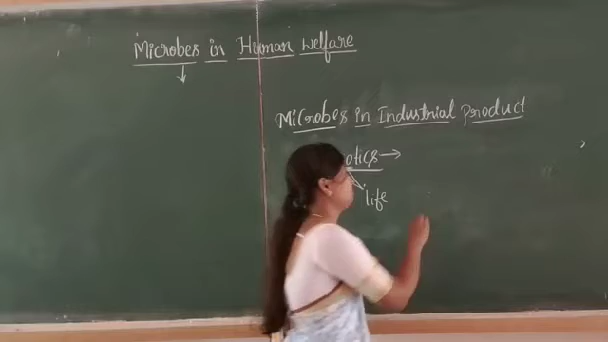 Microbes in Human Welfare
↓
Microbes in Industrial Product
otics →
life